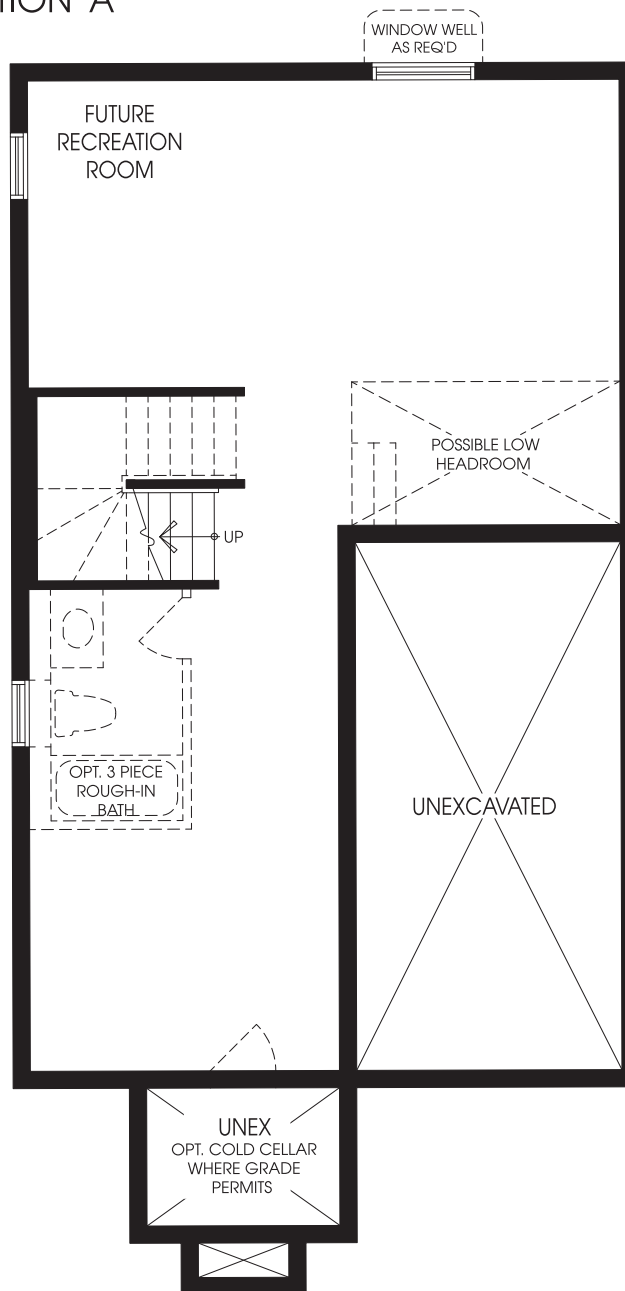 A
WINDOW WELL
AS REQ'D
FUTURE
RECREATION
ROOM
POSSIBLE LOW
HEADROOM
UP
OPT. 3 PIECE
ROUGH-IN
BATH
UNEXCAVATED
UNEX
OPT. COLD CELLAR
WHERE GRADE
PERMITS